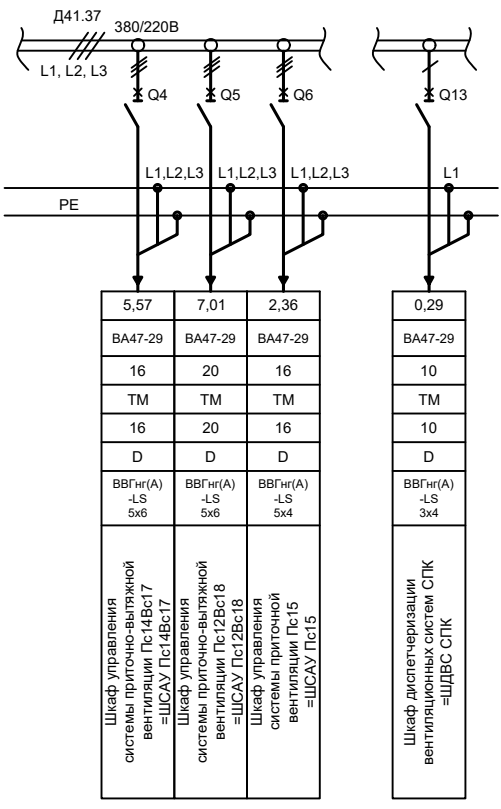 Д41.37
380/220В
L1, L2, L3
Q4
Q5
Q6
Q13
L1,L2,L3
L1,L2,L3
L1,L2,L3
L1
PE
5,57
7,01
2,36
0,29
ВА47-29
ВА47-29
ВА47-29
ВА47-29
16
20
16
10
ТМ
ТМ
ТМ
ТМ
16
20
16
10
D
D
D
D
ВВГнг(А)
-LS
5х6
ВВГнг(А)
-LS
5х6
ВВГнг(А)
-LS
5х4
ВВГнг(А)
-LS
3х4
Шкаф управления
системы приточно-вытяжной
вентиляции Пс14Вс17
=ШСАУ Пс14Вс17
Шкаф управления
системы приточно-вытяжной
вентиляции Пс12Вс18
=ШСАУ Пс12Вс18
Шкаф управления
системы приточной
вентиляции Пс15
=ШСАУ Пс15
Шкаф диспетчеризации
вентиляционных систем СПК
=ШДВС СПК